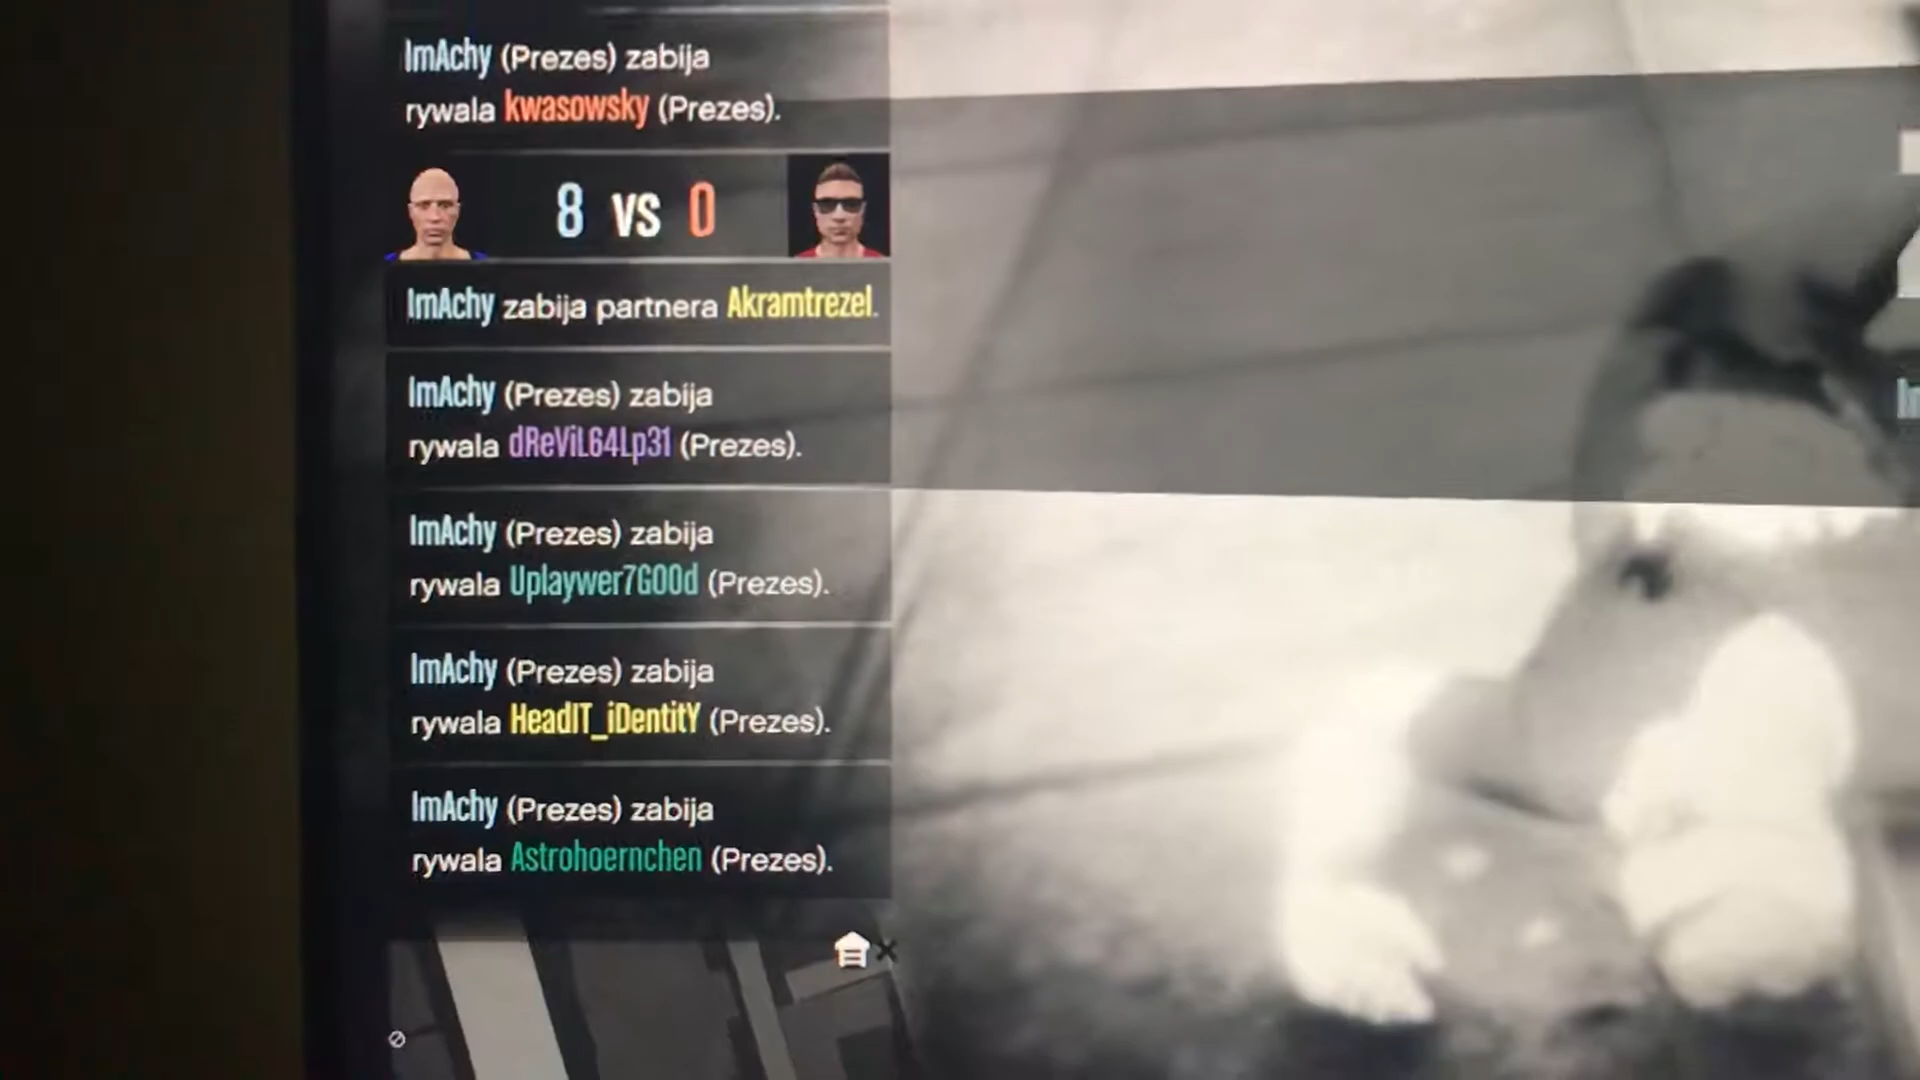 ImAchy (Prezes) zabija
rywala kwasowsky (Prezes).
8 vs 0
ImAchy zabija partnera Akramtrezel.
ImAchy (Prezes) zabija
rywala dReViL64Lp31 (Prezes).
ImAchy (Prezes) zabija
rywala Uplaywer7G00d (Prezes).
ImAchy (Prezes) zabija
rywala HeadIT_iDentitY (Prezes).
ImAchy (Prezes) zabija
rywala Astrohoernchen (Prezes).